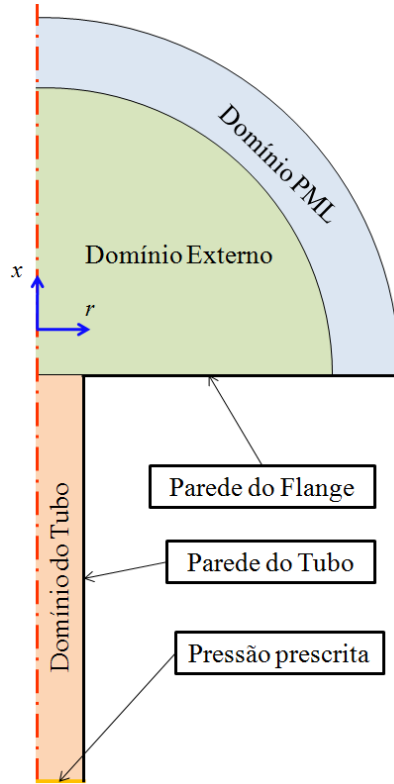 Domínio PML
Domínio Externo
x
r
Parede do Flange
Domínio do Tubo
Parede do Tubo
Pressão prescrita